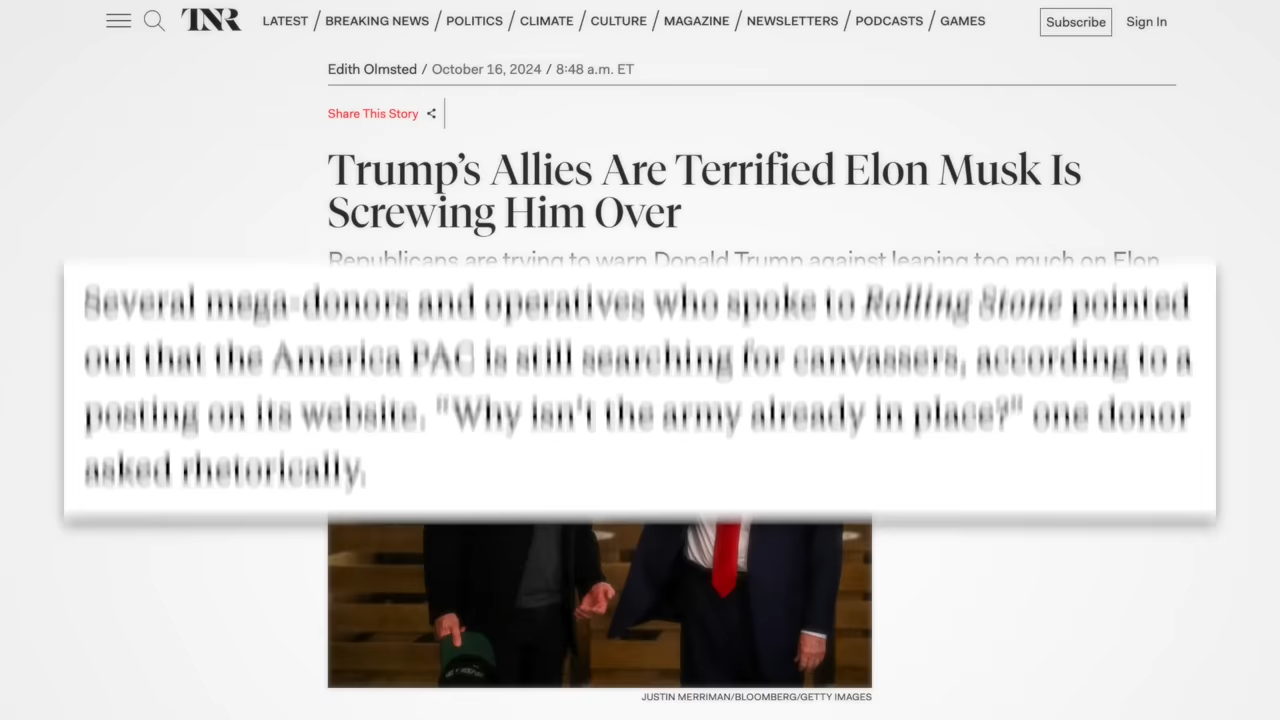 TNR LATEST / BREAKING NEWS / POLITICS / CLIMATE / CULTURE / MAGAZINE / NEWSLETTERS / PODCASTS / GAMES Subscribe Sign In
Edith Olmsted / October 16, 2024 / 8:48 a.m. ET
Share This Story
Trump's Allies Are Terrified Elon Musk Is
Screwing Him Over
Republicans are trying to warn Donald Trump against leaning too much on Elon
Several mega-donors and operatives who spoke to Rolling Stone pointed
out that the America PAC is still searching for canvassers, according to a
posting on its website. "Why isn't the army already in place?" one donor
asked rhetorically.
JUSTIN MERRIMAN/BLOOMBERG/GETTY IMAGES